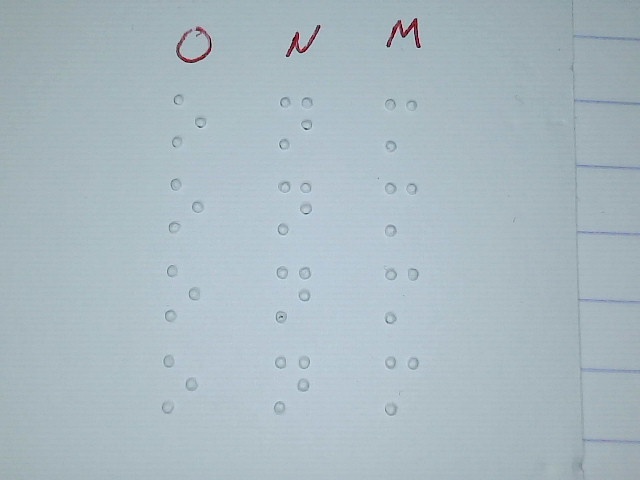 O N M
⠕ ⠝ ⠍
⠕ ⠝ ⠍
⠕ ⠝ ⠍
⠕ ⠝ ⠍